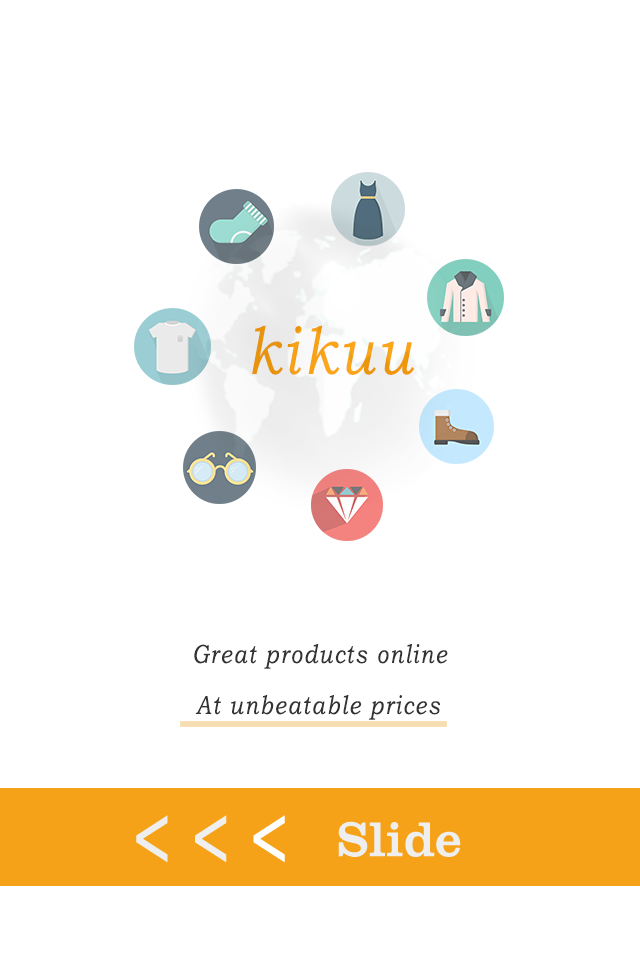 kikuu
Great products online
At unbeatable prices
< < < Slide